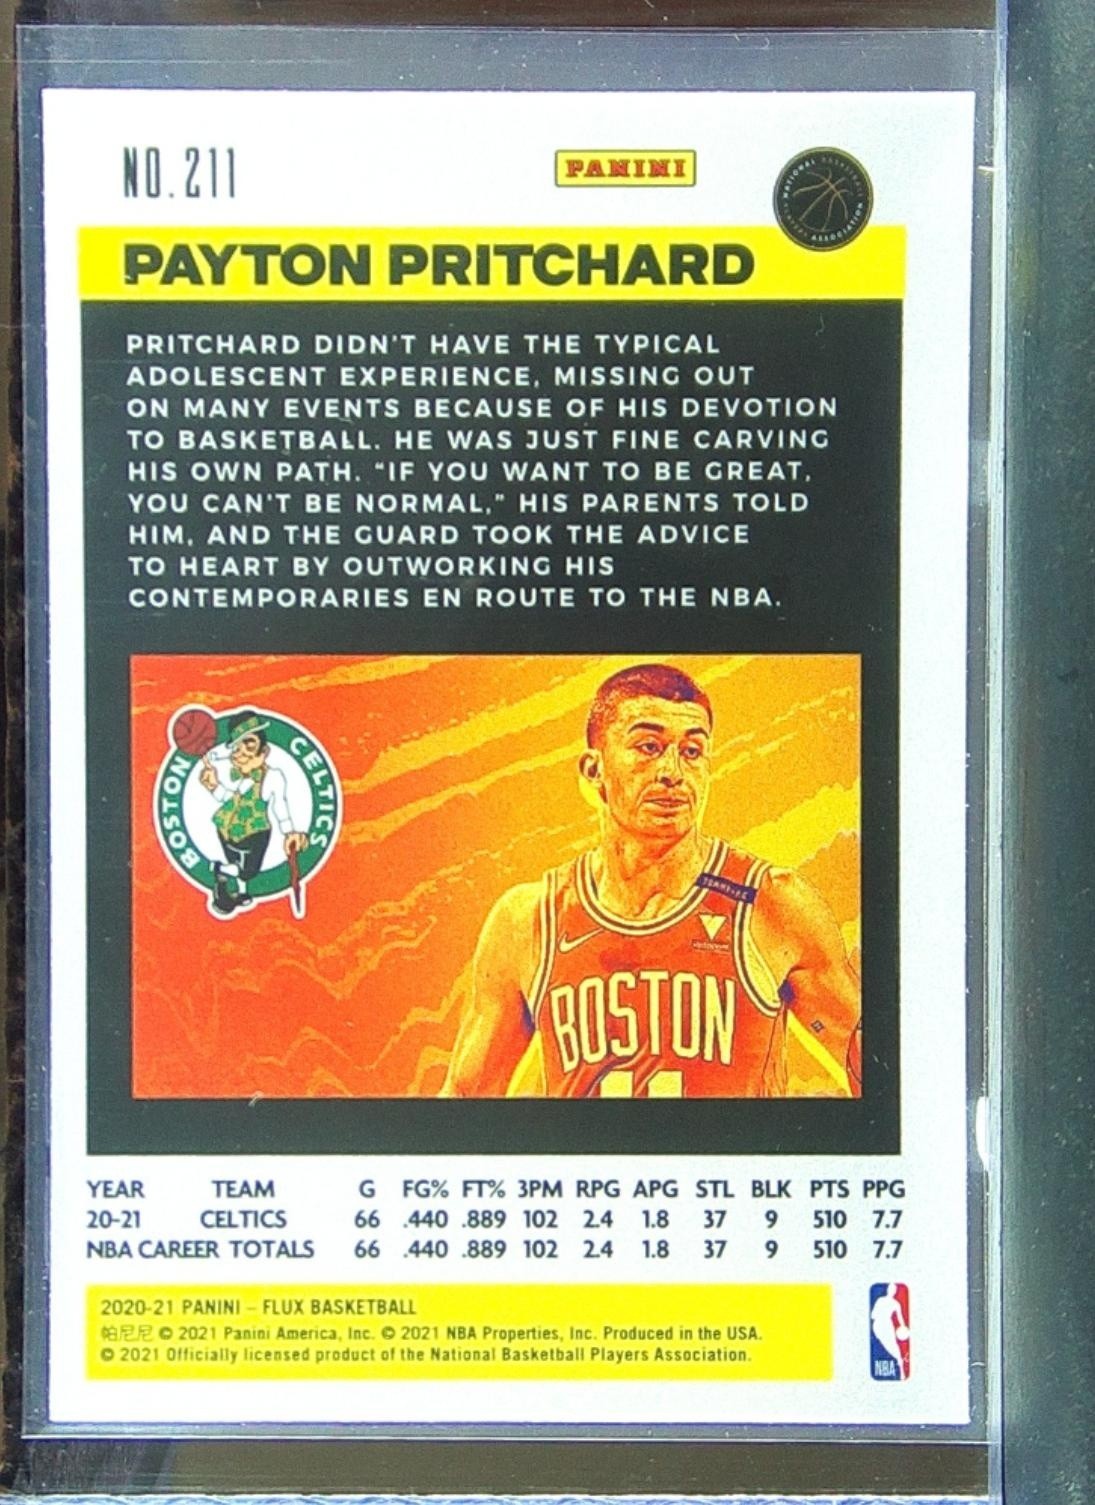 NO.211
PANINI
NATIONAL BASKETBALL PLAYERS ASSOCIATION
PAYTON PRITCHARD
PRITCHARD DIDN'T HAVE THE TYPICAL
ADOLESCENT EXPERIENCE, MISSING OUT
ON MANY EVENTS BECAUSE OF HIS DEVOTION
TO BASKETBALL. HE WAS JUST FINE CARVING
HIS OWN PATH. “IF YOU WANT TO BE GREAT,
YOU CAN'T BE NORMAL,” HIS PARENTS TOLD
HIM, AND THE GUARD TOOK THE ADVICE
TO HEART BY OUTWORKING HIS
CONTEMPORARIES EN ROUTE TO THE NBA.
BOSTON CELTICS
BOSTON
11
YEAR TEAM G FG% FT% 3PM RPG APG STL BLK PTS PPG
20-21 CELTICS 66 .440 .889 102 2.4 1.8 37 9 510 7.7
NBA CAREER TOTALS 66 .440 .889 102 2.4 1.8 37 9 510 7.7
2020-21 PANINI – FLUX BASKETBALL
帕尼尼 © 2021 Panini America, Inc. © 2021 NBA Properties, Inc. Produced in the USA.
© 2021 Officially licensed product of the National Basketball Players Association.
NBA